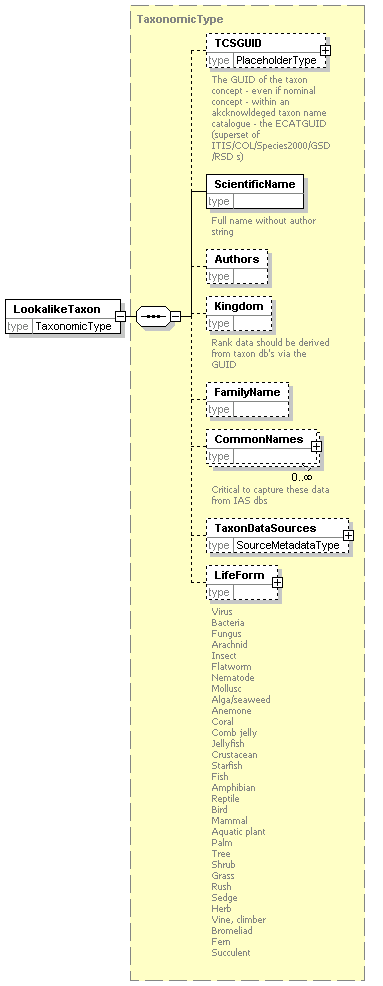 TaxonomicType
TCSGUID
type PlaceholderType
The GUID of the taxon
concept - even if nominal
concept - within an
akcknowldeged taxon name
catalogue - the ECATGUID
(superset of
ITIS/COL/Species2000/GSD
/RSD s)
ScientificName
type
Full name without author
string
Authors
type
LookalikeTaxon
type TaxonomicType
Kingdom
type
Rank data should be derived
from taxon db's via the
GUID
FamilyName
type
CommonNames
type
0..∞
Critical to capture these data
from IAS dbs
TaxonDataSources
type SourceMetadataType
LifeForm
type
Virus
Bacteria
Fungus
Arachnid
Insect
Flatworm
Nematode
Mollusc
Alga/seaweed
Anemone
Coral
Comb jelly
Jellyfish
Crustacean
Starfish
Fish
Amphibian
Reptile
Bird
Mammal
Aquatic plant
Palm
Tree
Shrub
Grass
Rush
Sedge
Herb
Vine, climber
Bromeliad
Fern
Succulent